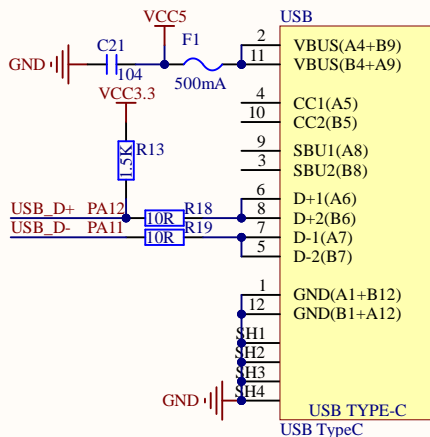 USB
VCC5
C21
F1
2
VBUS(A4+B9)
GND
104
500mA
11
VBUS(B4+A9)
VCC3.3
4
CC1(A5)
10
CC2(B5)
1.5K
R13
9
SBU1(A8)
3
SBU2(B8)
6
D+1(A6)
USB_D+ PA12
10R
R18
8
D+2(B6)
USB_D- PA11
10R
R19
7
D-1(A7)
5
D-2(B7)
1
GND(A1+B12)
12
GND(B1+A12)
SH1
SH2
SH3
GND
SH4
USB TYPE-C
USB TypeC